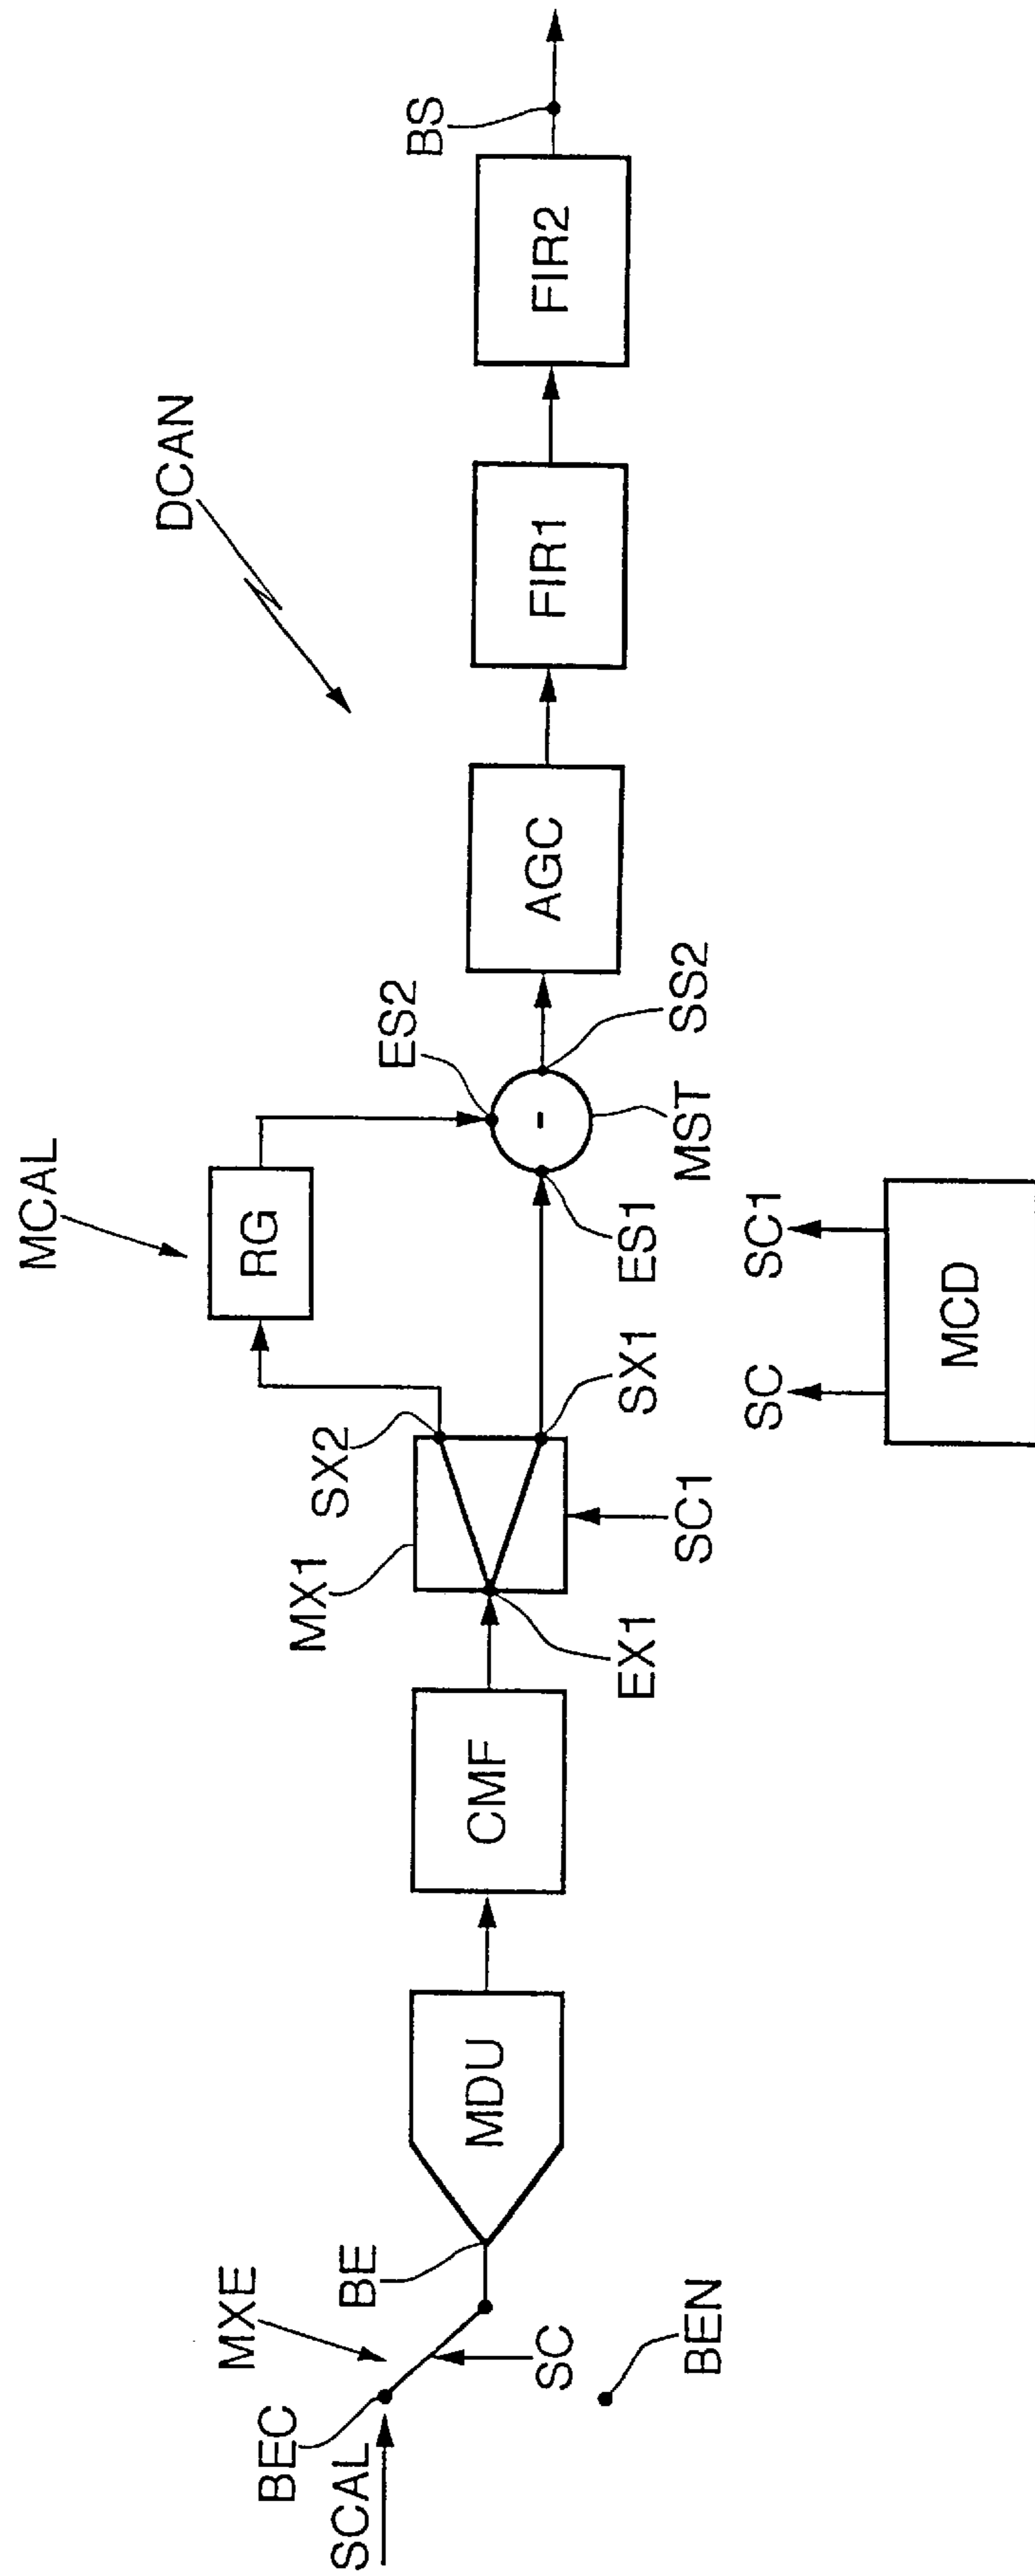 SCAL
BEC
MXE
BE
SC
BEN
MDU
CMF
MX1
EX1
SX2
SX1
SC1
MCAL
RG
ES2
ES1
MST
SS2
-
DCAN
AGC
FIR1
FIR2
BS
SC
SC1
MCD